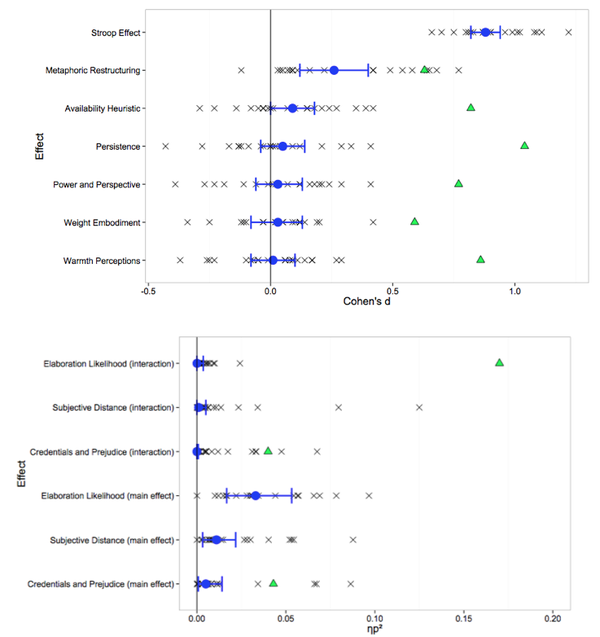 Stroop Effect
Metaphoric Restructuring
Availability Heuristic
Persistence
Power and Perspective
Weight Embodiment
Warmth Perceptions
Effect
-0.5 0.0 0.5 1.0
Cohen's d
Elaboration Likelihood (interaction)
Subjective Distance (interaction)
Credentials and Prejudice (interaction)
Elaboration Likelihood (main effect)
Subjective Distance (main effect)
Credentials and Prejudice (main effect)
Effect
0.00 0.05 0.10 0.15 0.20
ηp²